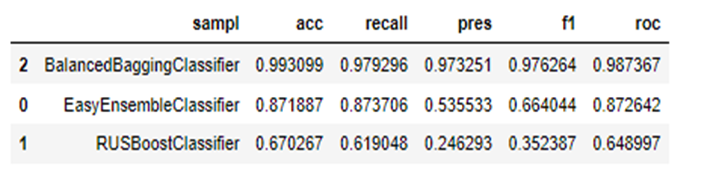 sampl acc recall pres f1 roc
2 BalancedBaggingClassifier 0.993099 0.979296 0.973251 0.976264 0.987367
0 EasyEnsembleClassifier 0.871887 0.873706 0.535533 0.664044 0.872642
1 RUSBoostClassifier 0.670267 0.619048 0.246293 0.352387 0.648997